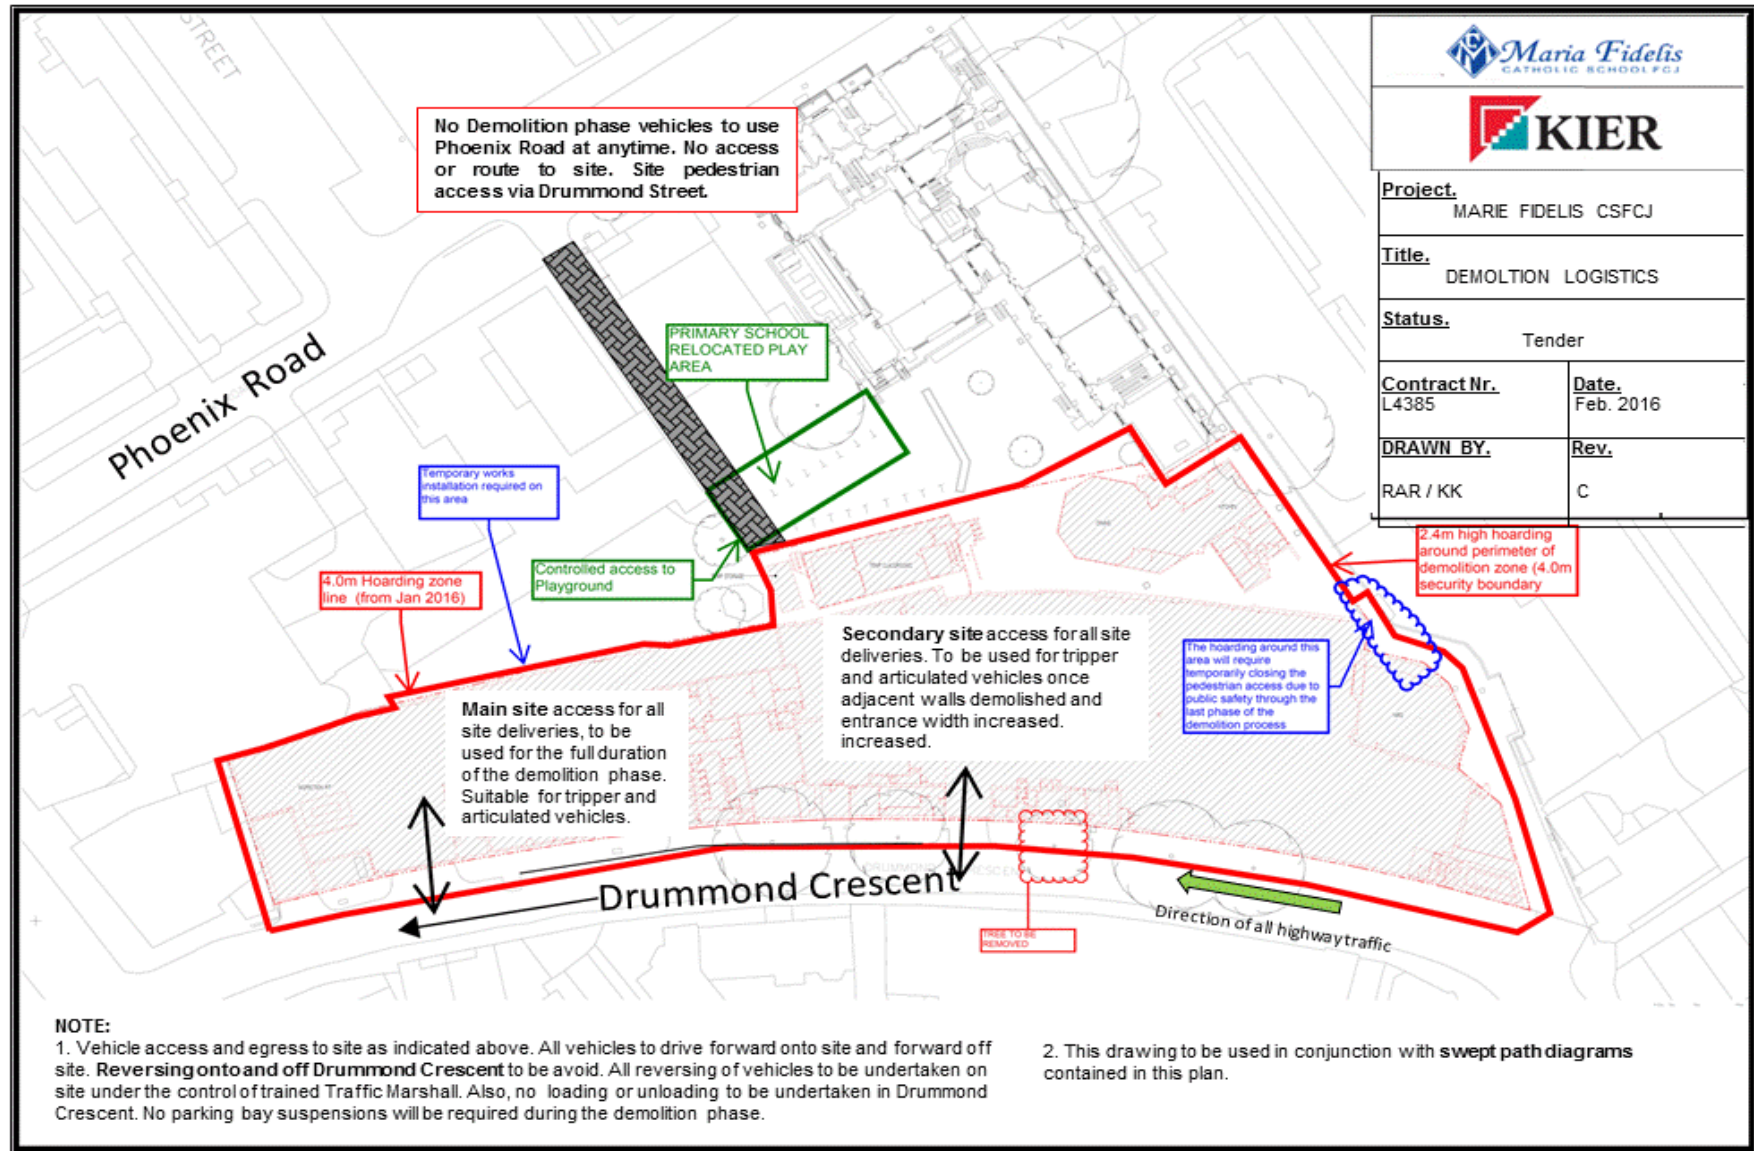 STREET
Maria Fidelis
CATHOLIC SCHOOL FCJ
KIER
Project.
MARIE FIDELIS CSFCJ
Title.
DEMOLTION LOGISTICS
Status.
Tender
Contract Nr.
L4385
Date.
Feb. 2016
DRAWN BY.
RAR / KK
Rev.
C
No Demolition phase vehicles to use
Phoenix Road at anytime. No access
or route to site. Site pedestrian
access via Drummond Street.
Phoenix Road
PRIMARY SCHOOL
RELOCATED PLAY
AREA
Temporary works
installation required on
this area
Controlled access to
Playground
4.0m Hoarding zone
line (from Jan 2016)
2.4m high hoarding
around perimeter of
demolition zone (4.0m
security boundary
The hoarding around this
area will require
temporarily closing the
pedestrian access due to
public safety through the
last phase of the
demolition process
Secondary site access for all site
deliveries. To be used for tripper
and articulated vehicles once
adjacent walls demolished and
entrance width increased.
increased.
Main site access for all
site deliveries, to be
used for the full duration
of the demolition phase.
Suitable for tripper and
articulated vehicles.
DRUMMOND CRESCENT
Drummond Crescent
Direction of all highway traffic
TREE TO BE
REMOVED
NOTE:
1. Vehicle access and egress to site as indicated above. All vehicles to drive forward onto site and forward off
site. Reversing onto and off Drummond Crescent to be avoid. All reversing of vehicles to be undertaken on
site under the control of trained Traffic Marshall. Also, no loading or unloading to be undertaken in Drummond
Crescent. No parking bay suspensions will be required during the demolition phase.
2. This drawing to be used in conjunction with swept path diagrams
contained in this plan.